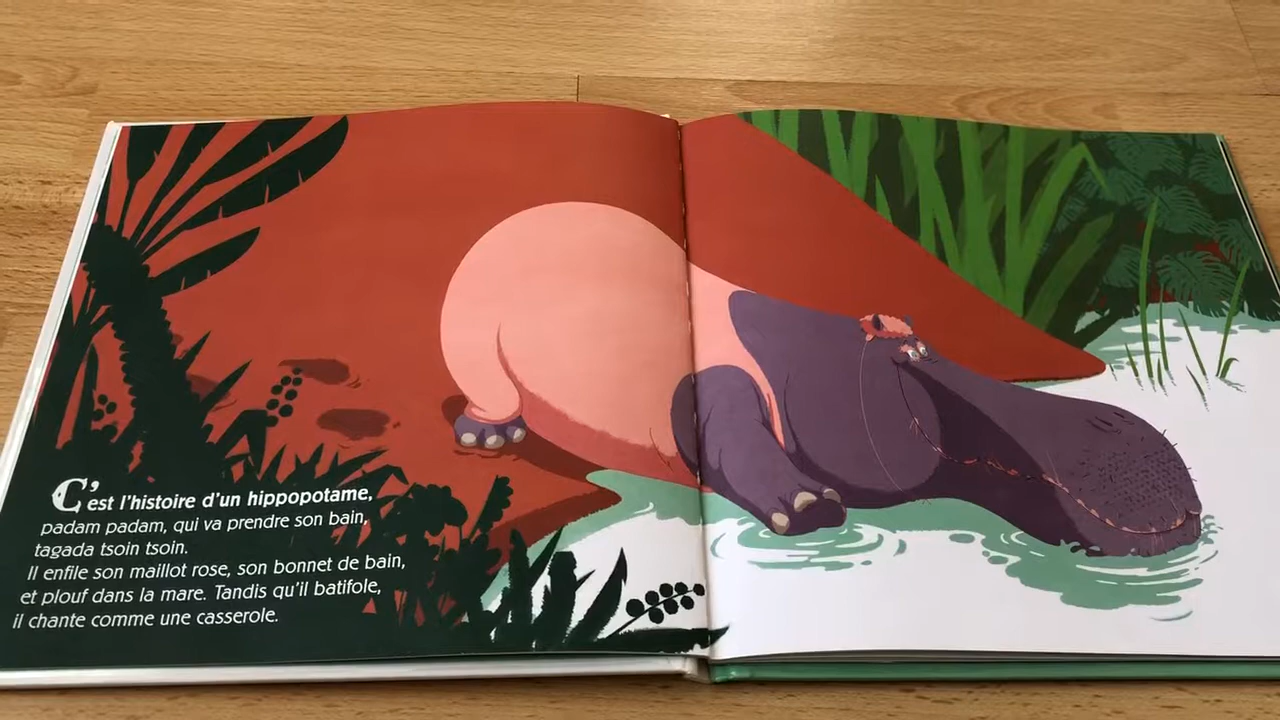 C'est l'histoire d'un hippopotame,
padam padam, qui va prendre son bain,
tagada tsoin tsoin.
Il enfile son maillot rose, son bonnet de bain,
et plouf dans la mare. Tandis qu'il batifole,
il chante comme une casserole.